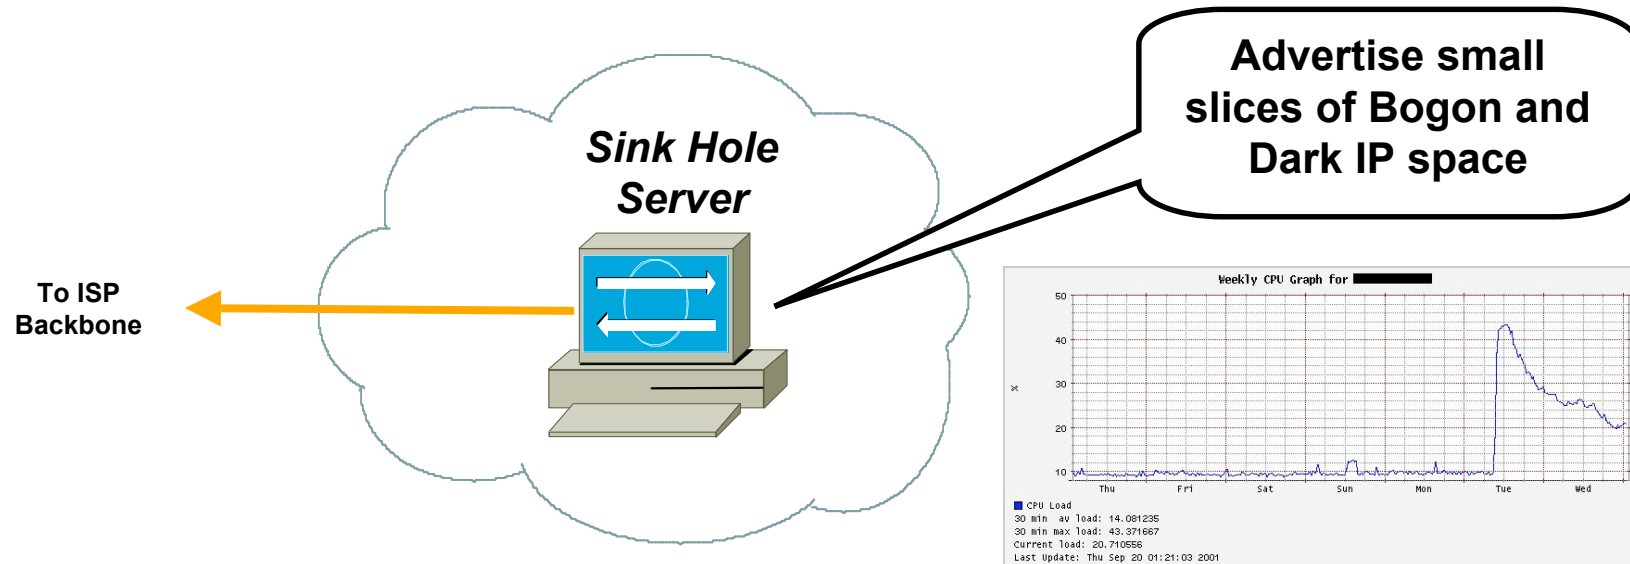 Advertise small
slices of Bogon and
Dark IP space
Sink Hole
Server
To ISP
Backbone
Weekly CPU Graph for
50
40
30
20
10
%
Thu Fri Sat Sun Mon Tue Wed
CPU Load
30 min av load: 14.081235
30 min max load: 43.371667
Current load: 20.710556
Last Update: Thu Sep 20 01:21:03 2001